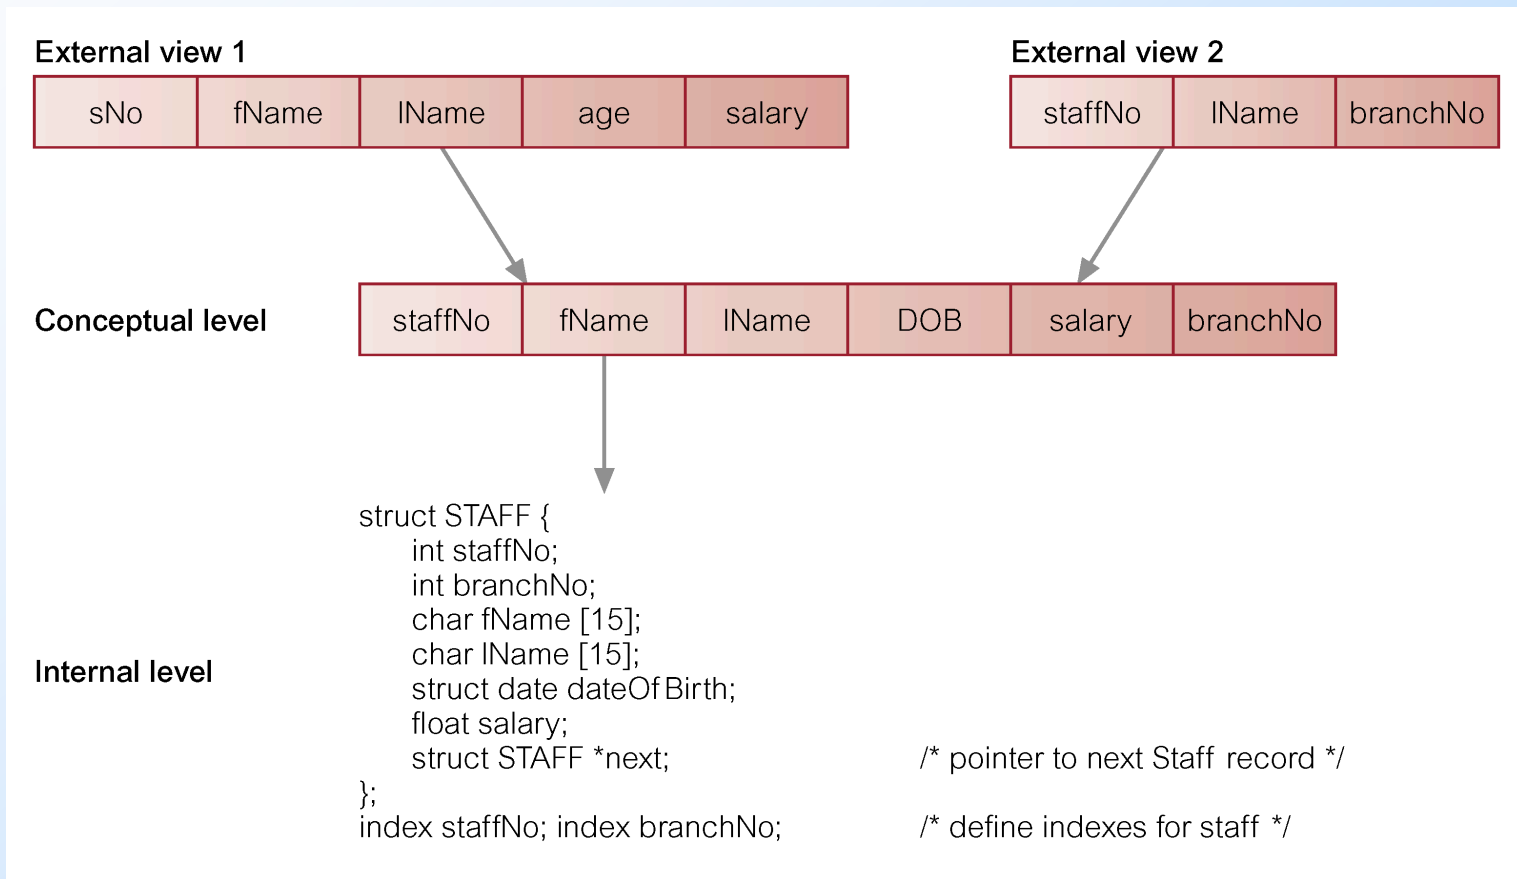 External view 1
sNo fName lName age salary
External view 2
staffNo lName branchNo
Conceptual level
staffNo fName lName DOB salary branchNo
Internal level
struct STAFF {
int staffNo;
int branchNo;
char fName [15];
char lName [15];
struct date dateOfBirth;
float salary;
struct STAFF *next; /* pointer to next Staff record */
};
index staffNo; index branchNo; /* define indexes for staff */